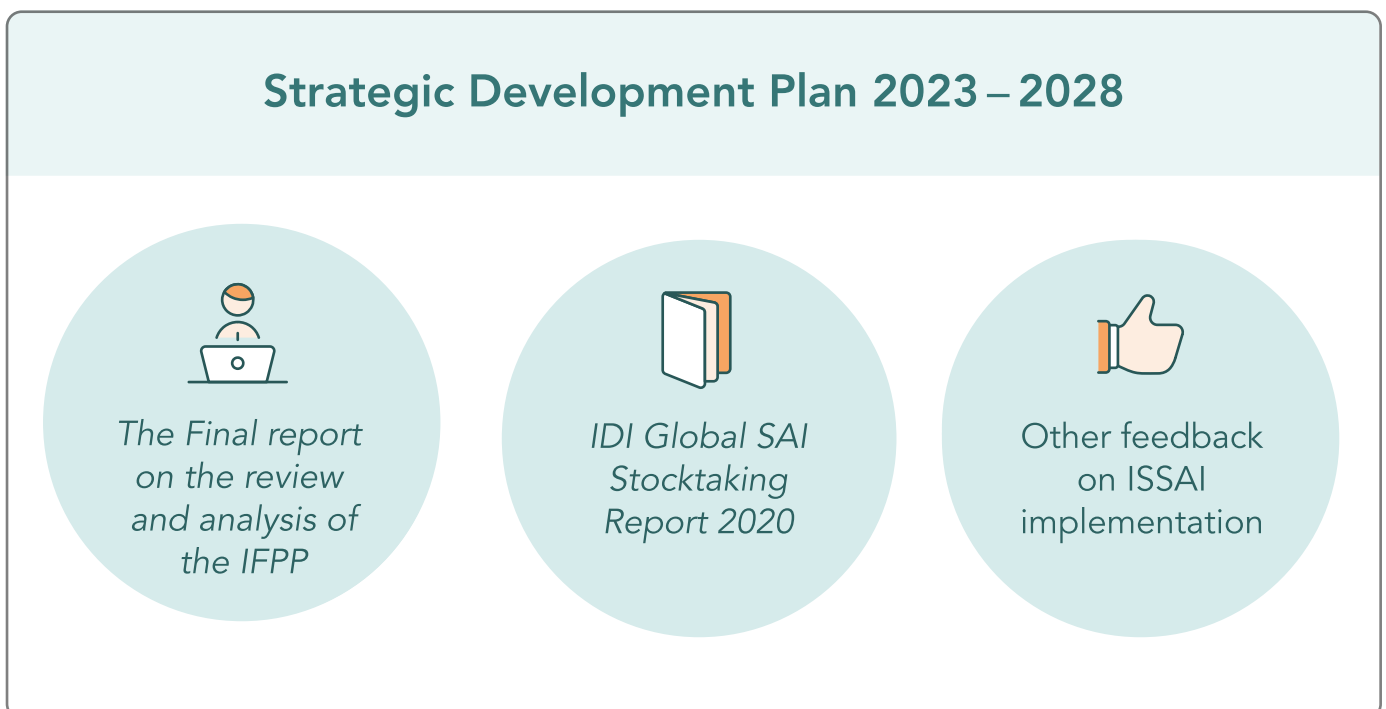 Strategic Development Plan 2023 – 2028
The Final report
on the review
and analysis of
the IFPP
IDI Global SAI
Stocktaking
Report 2020
Other feedback
on ISSAI
implementation